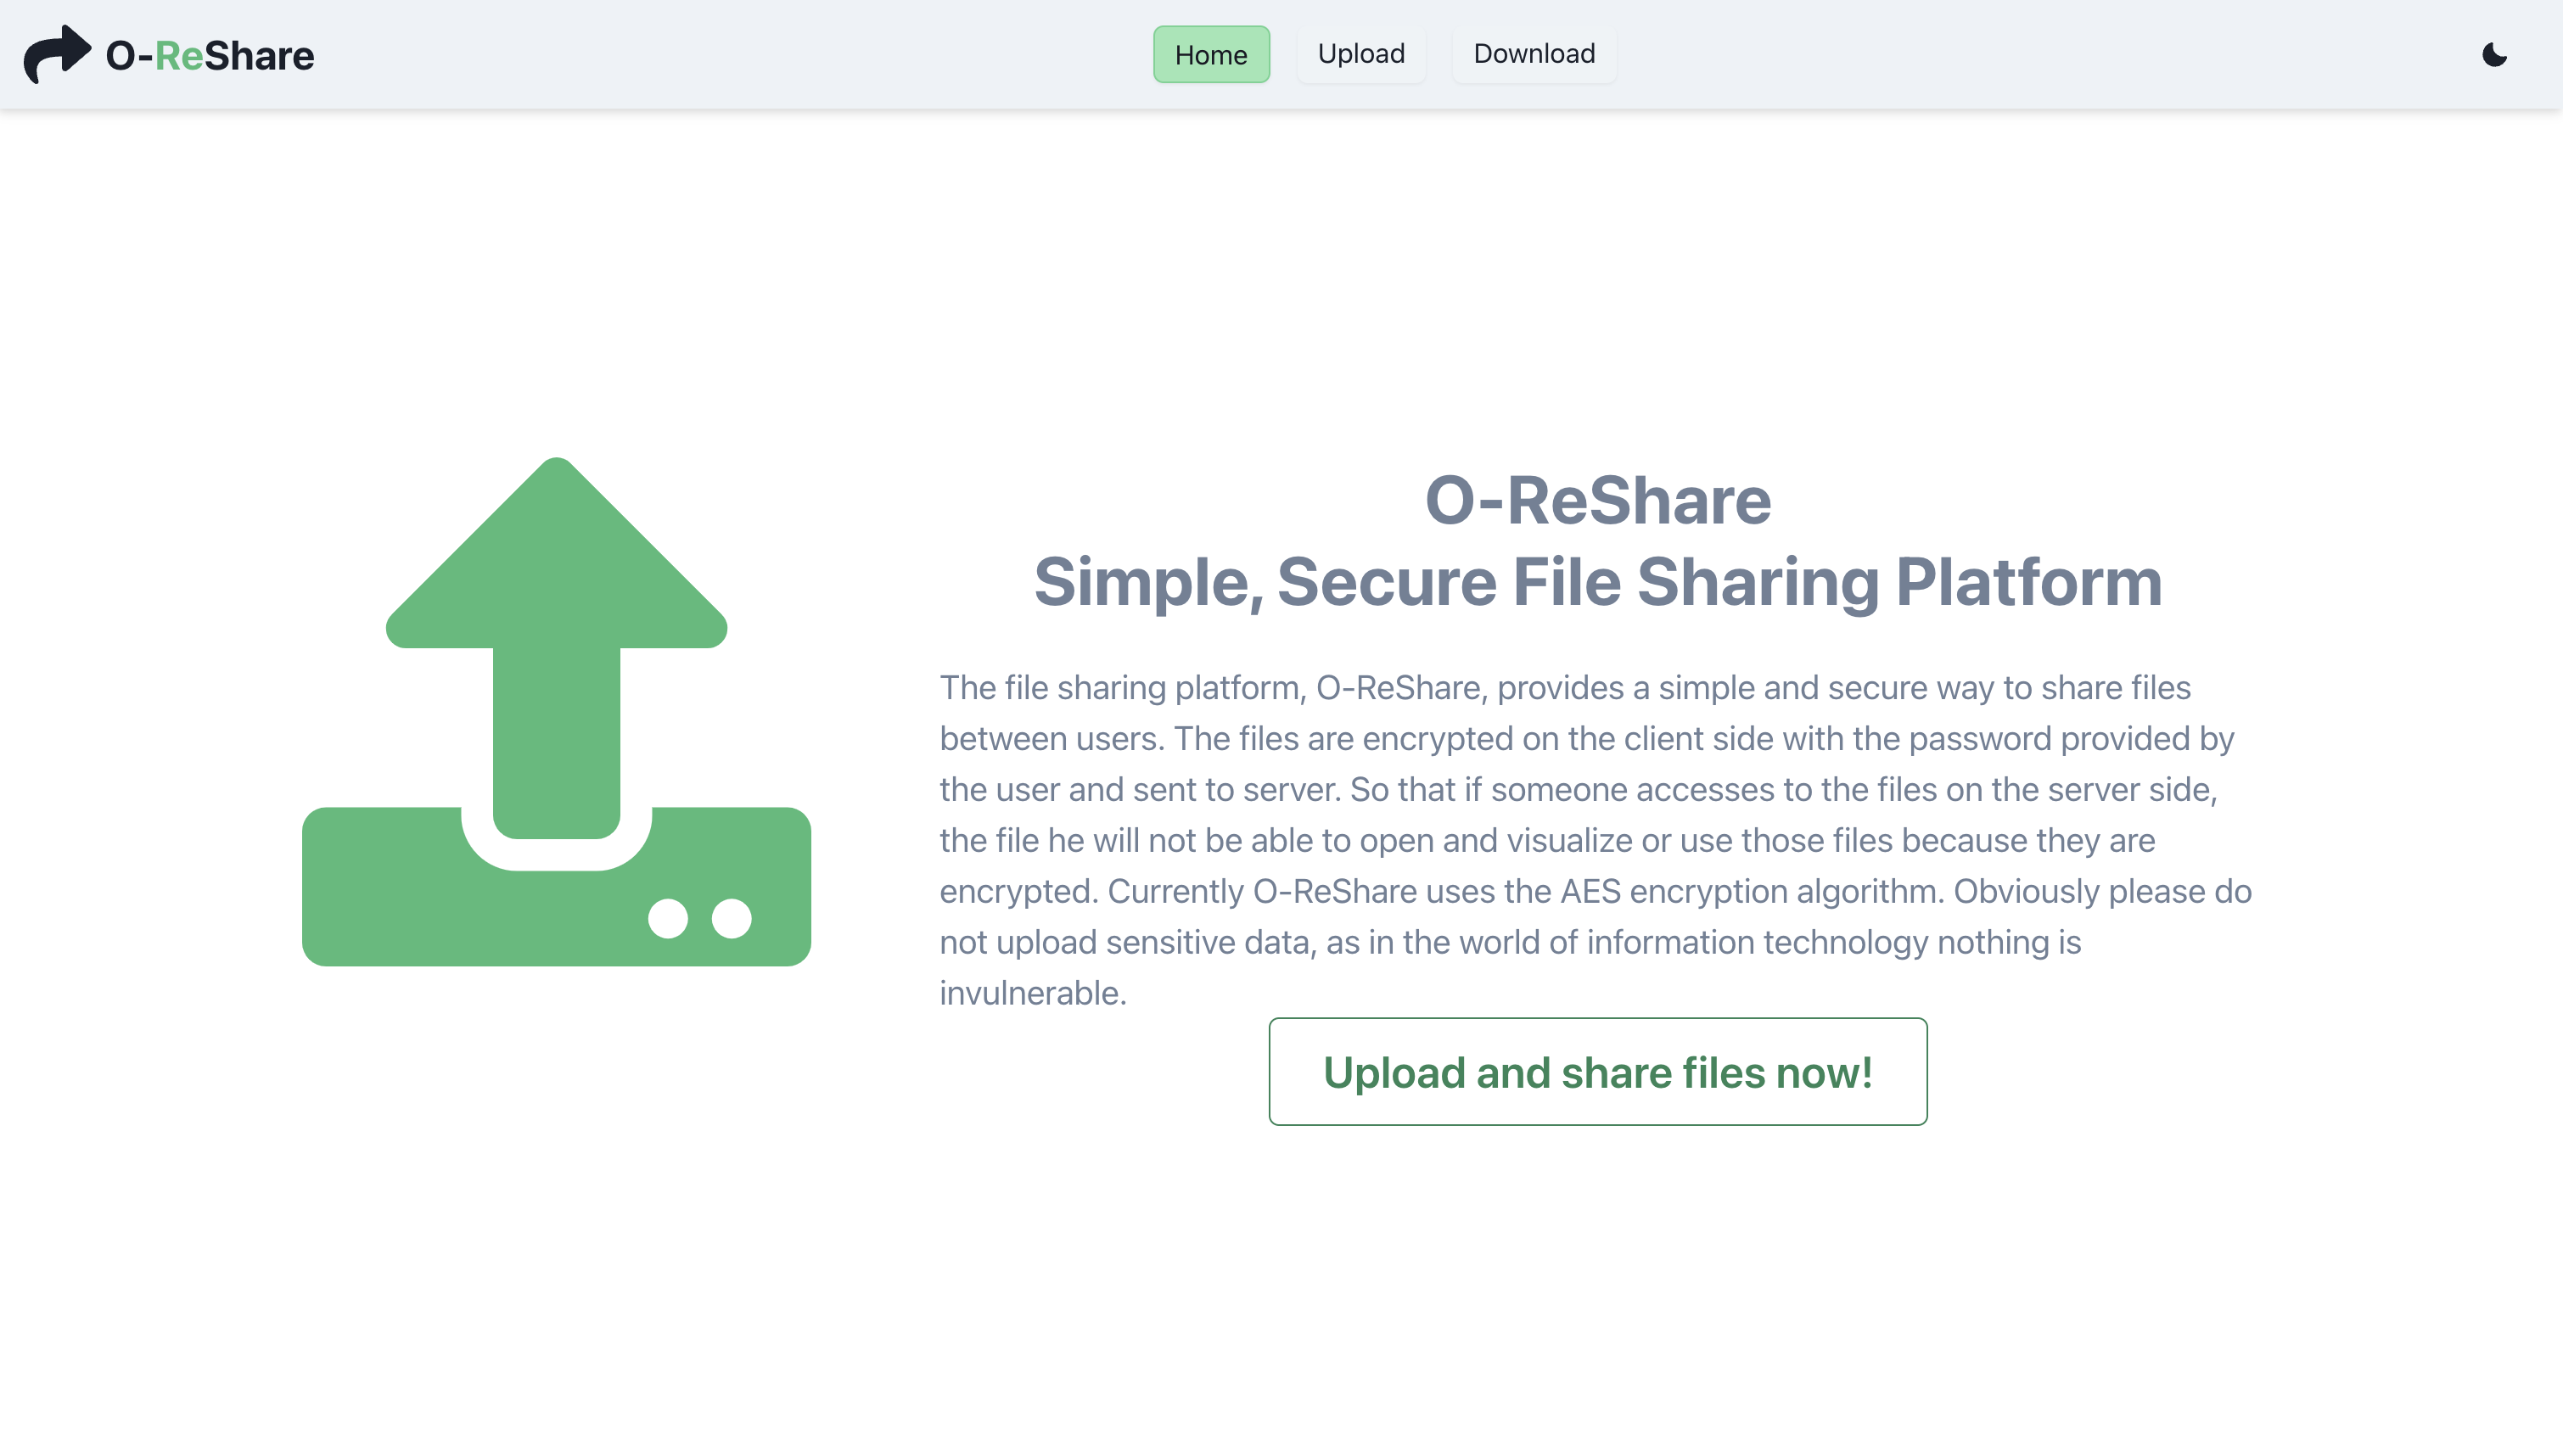 O-ReShare
Home
Upload
Download
O-ReShare
Simple, Secure File Sharing Platform
The file sharing platform, O-ReShare, provides a simple and secure way to share files
between users. The files are encrypted on the client side with the password provided by
the user and sent to server. So that if someone accesses to the files on the server side,
the file he will not be able to open and visualize or use those files because they are
encrypted. Currently O-ReShare uses the AES encryption algorithm. Obviously please do
not upload sensitive data, as in the world of information technology nothing is
invulnerable.
Upload and share files now!